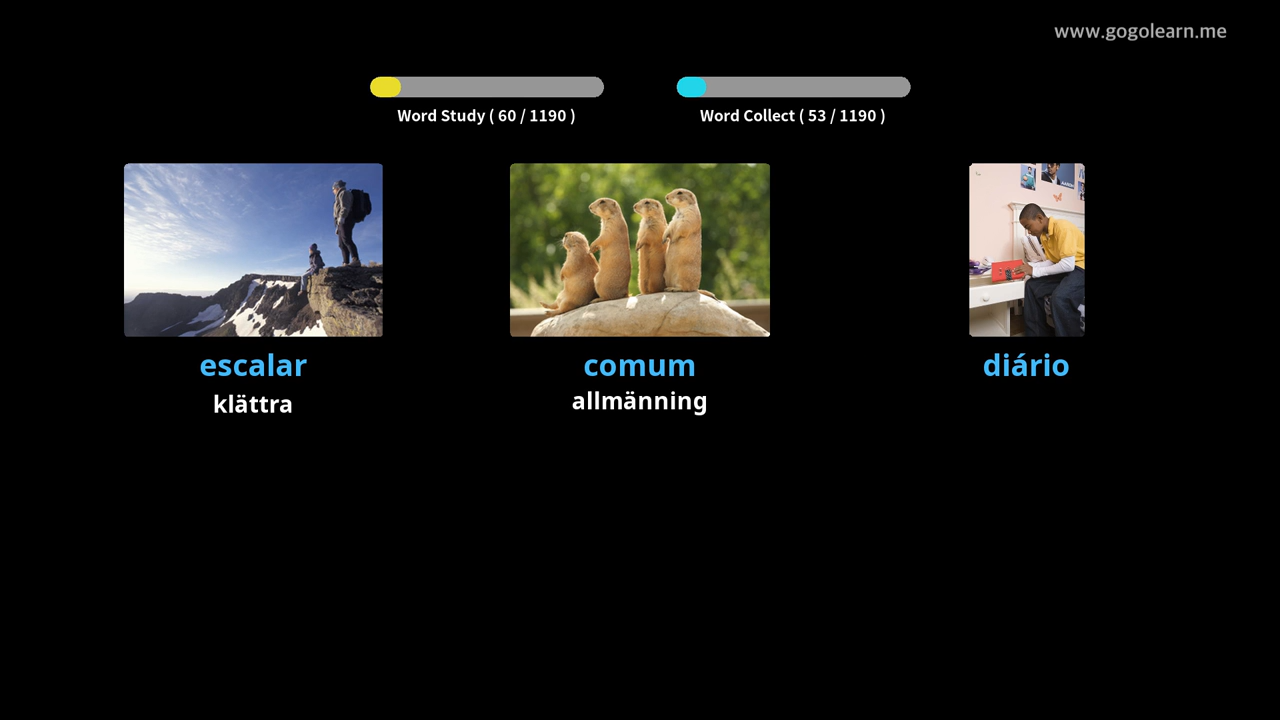 www.gogolearn.me
Word Study ( 60 / 1190 )
Word Collect ( 53 / 1190 )
escalar
comum
diário
klättra
allmänning